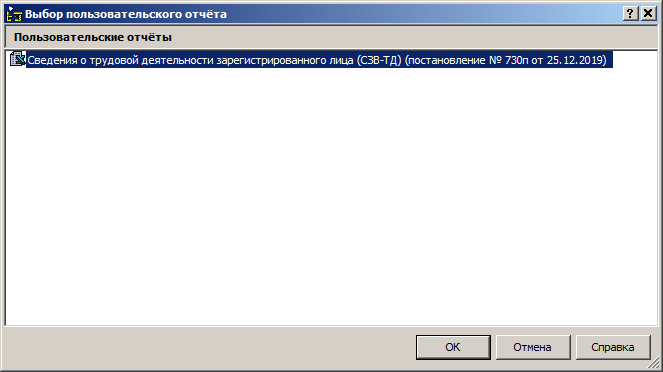 Выбор пользовательского отчёта
Пользовательские отчёты
Сведения о трудовой деятельности зарегистрированного лица (СЗВ-ТД) (постановление № 730п от 25.12.2019)
OK
Отмена
Справка